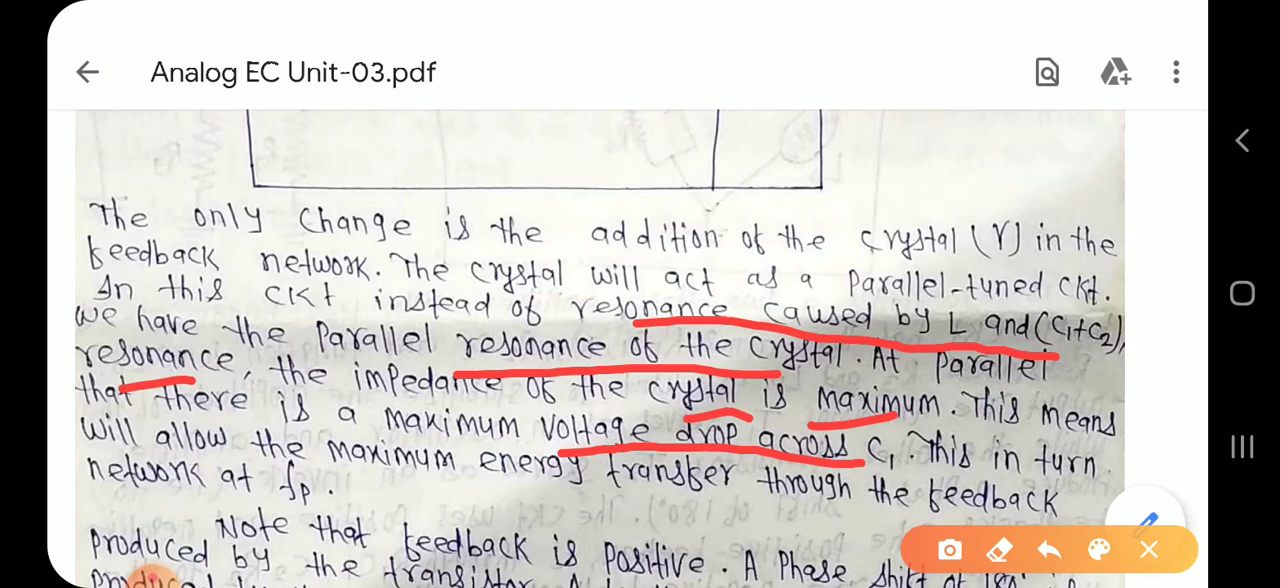 Analog EC Unit-03.pdf
The only change is the addition of the crystal (Y) in the
feedback network. The crystal will act as a Parallel-tuned CKt.
In this CKt instead of resonance caused by L and (C1+C2),
we have the Parallel resonance of the crystal. At Parallel
resonance, the impedance of the crystal is maximum. This means
that there is a maximum voltage drop across C1 This in turn
will allow the maximum energy transfer through the feedback
network at fp.
Note that feedback is Positive. A Phase shift of 180°
Produced by the transistor.